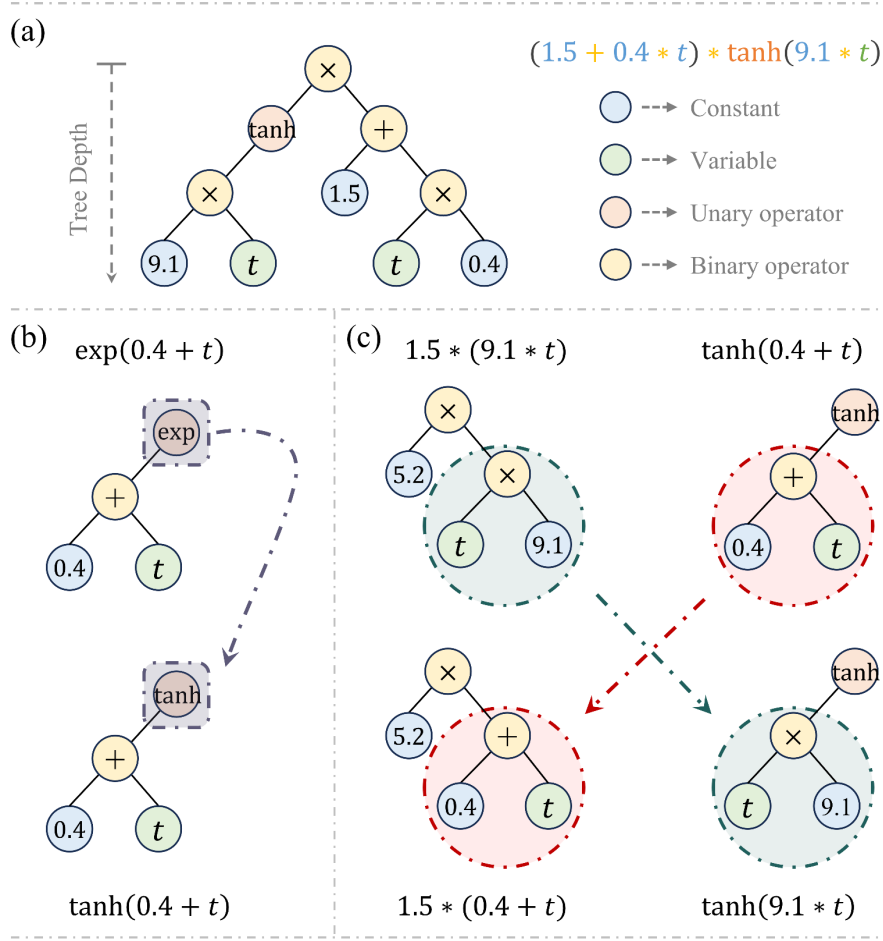 (a)
(1.5 + 0.4 * t) * tanh(9.1 * t)
Tree Depth
×
tanh
+
×
1.5
×
9.1
t
t
0.4
Constant
Variable
Unary operator
Binary operator
(b)
exp(0.4 + t)
exp
+
0.4
t
tanh
+
0.4
t
tanh(0.4 + t)
(c)
1.5 * (9.1 * t)
tanh(0.4 + t)
×
5.2
×
t
9.1
tanh
+
0.4
t
×
5.2
+
0.4
t
tanh
×
t
9.1
1.5 * (0.4 + t)
tanh(9.1 * t)